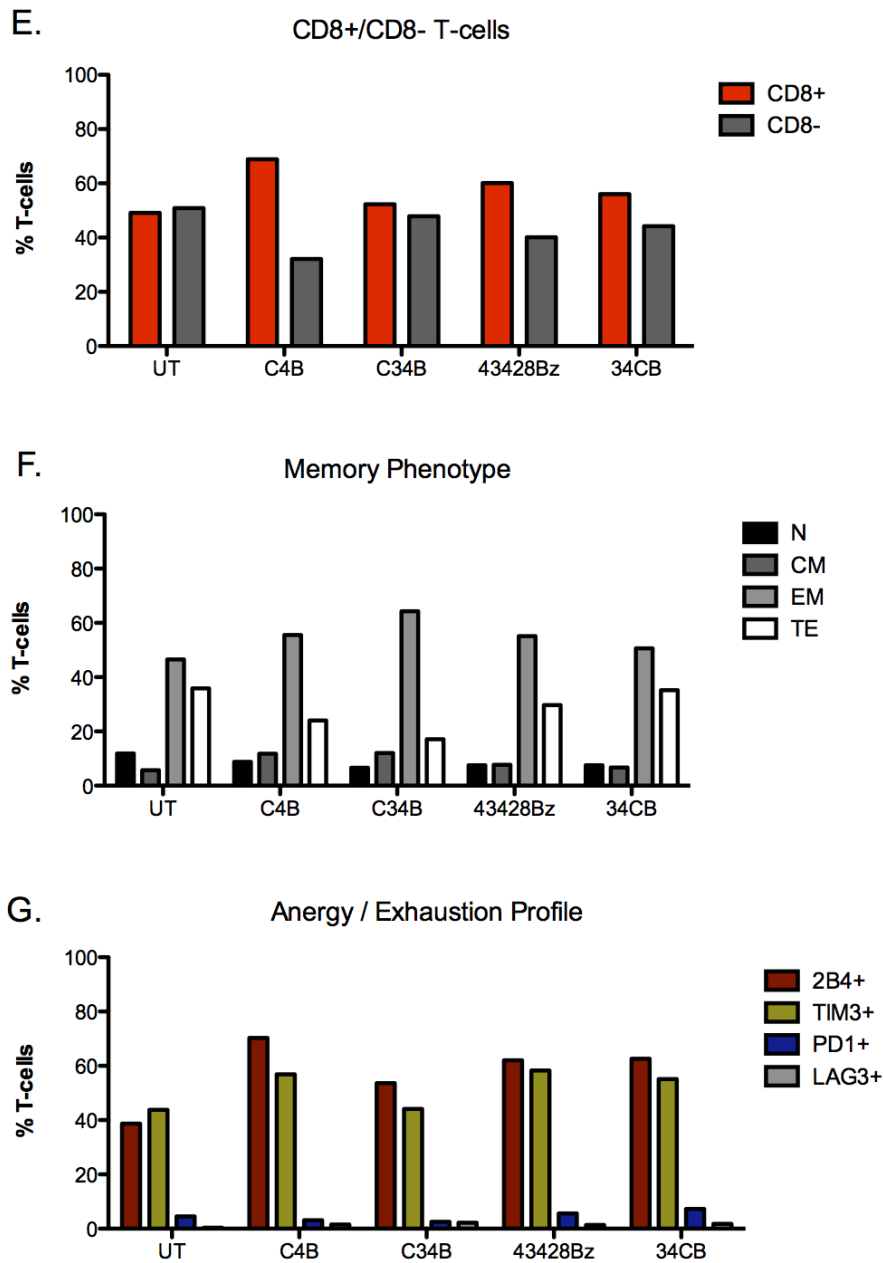 E.
CD8+/CD8- T-cells
100
80
60
40
20
0
% T-cells
UT
C4B
C34B
43428Bz
34CB
CD8+
CD8-
F.
Memory Phenotype
100
80
60
40
20
0
% T-cells
UT
C4B
C34B
43428Bz
34CB
N
CM
EM
TE
G.
Anergy / Exhaustion Profile
100
80
60
40
20
0
% T-cells
UT
C4B
C34B
43428Bz
34CB
2B4+
TIM3+
PD1+
LAG3+